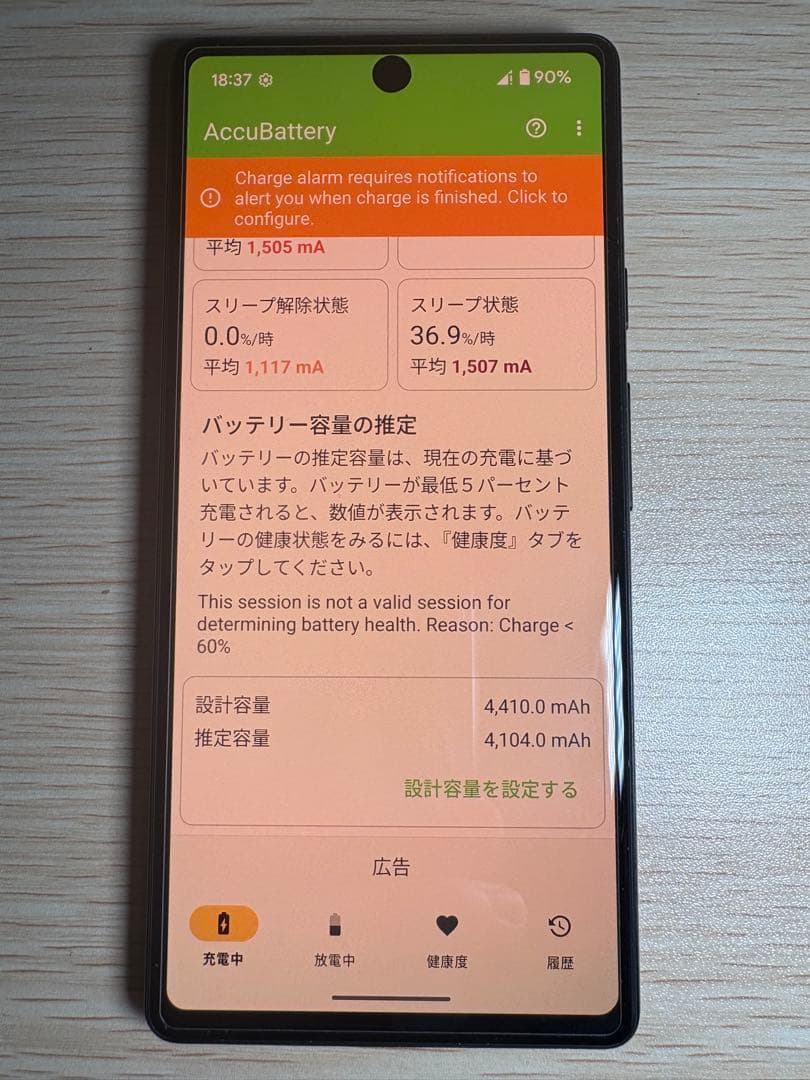 18:37 90%
AccuBattery
Charge alarm requires notifications to
alert you when charge is finished. Click to
configure.
平均 1,505 mA
スリープ解除状態 スリープ状態
0.0%/時 36.9%/時
平均 1,117 mA 平均 1,507 mA
バッテリー容量の推定
バッテリーの推定容量は、現在の充電に基づ
いています。バッテリーが最低５パーセント
充電されると、数値が表示されます。バッテ
リーの健康状態をみるには、『健康度』タブを
タップしてください。
This session is not a valid session for
determining battery health. Reason: Charge <
60%
設計容量 4,410.0 mAh
推定容量 4,104.0 mAh
設計容量を設定する
広告
充電中 放電中 健康度 履歴